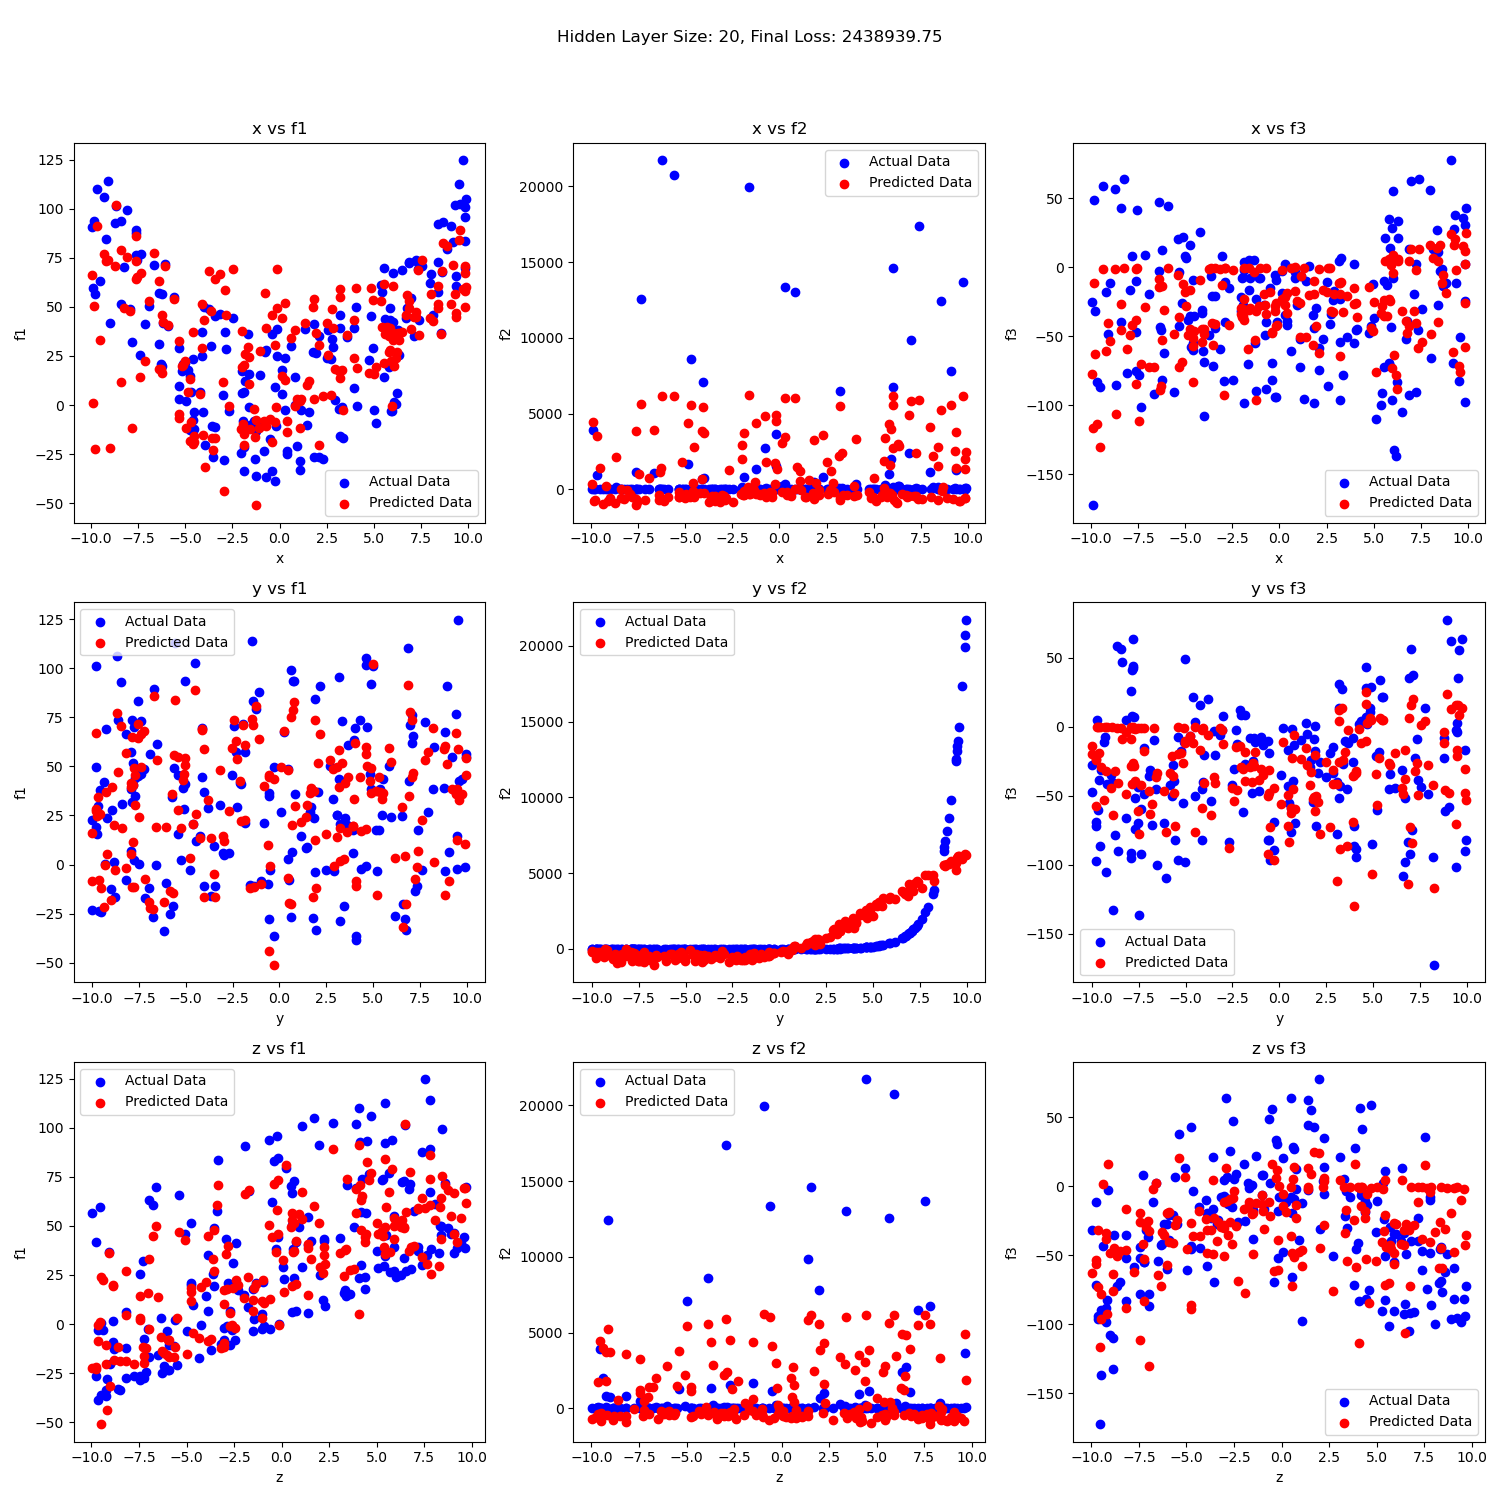 Hidden Layer Size: 20, Final Loss: 2438939.75
x vs f1
x vs f2
x vs f3
125
100
75
50
25
0
−25
−50
f1
−10.0 −7.5 −5.0 −2.5 0.0 2.5 5.0 7.5 10.0
x
Actual Data
Predicted Data
20000
15000
10000
5000
0
f2
−10.0 −7.5 −5.0 −2.5 0.0 2.5 5.0 7.5 10.0
x
Actual Data
Predicted Data
50
0
−50
−100
−150
f3
−10.0 −7.5 −5.0 −2.5 0.0 2.5 5.0 7.5 10.0
x
Actual Data
Predicted Data
y vs f1
y vs f2
y vs f3
125
100
75
50
25
0
−25
−50
f1
−10.0 −7.5 −5.0 −2.5 0.0 2.5 5.0 7.5 10.0
y
Actual Data
Predicted Data
20000
15000
10000
5000
0
f2
−10.0 −7.5 −5.0 −2.5 0.0 2.5 5.0 7.5 10.0
y
Actual Data
Predicted Data
50
0
−50
−100
−150
f3
−10.0 −7.5 −5.0 −2.5 0.0 2.5 5.0 7.5 10.0
y
Actual Data
Predicted Data
z vs f1
z vs f2
z vs f3
125
100
75
50
25
0
−25
−50
f1
−10.0 −7.5 −5.0 −2.5 0.0 2.5 5.0 7.5 10.0
z
Actual Data
Predicted Data
20000
15000
10000
5000
0
f2
−10.0 −7.5 −5.0 −2.5 0.0 2.5 5.0 7.5 10.0
z
Actual Data
Predicted Data
50
0
−50
−100
−150
f3
−10.0 −7.5 −5.0 −2.5 0.0 2.5 5.0 7.5 10.0
z
Actual Data
Predicted Data